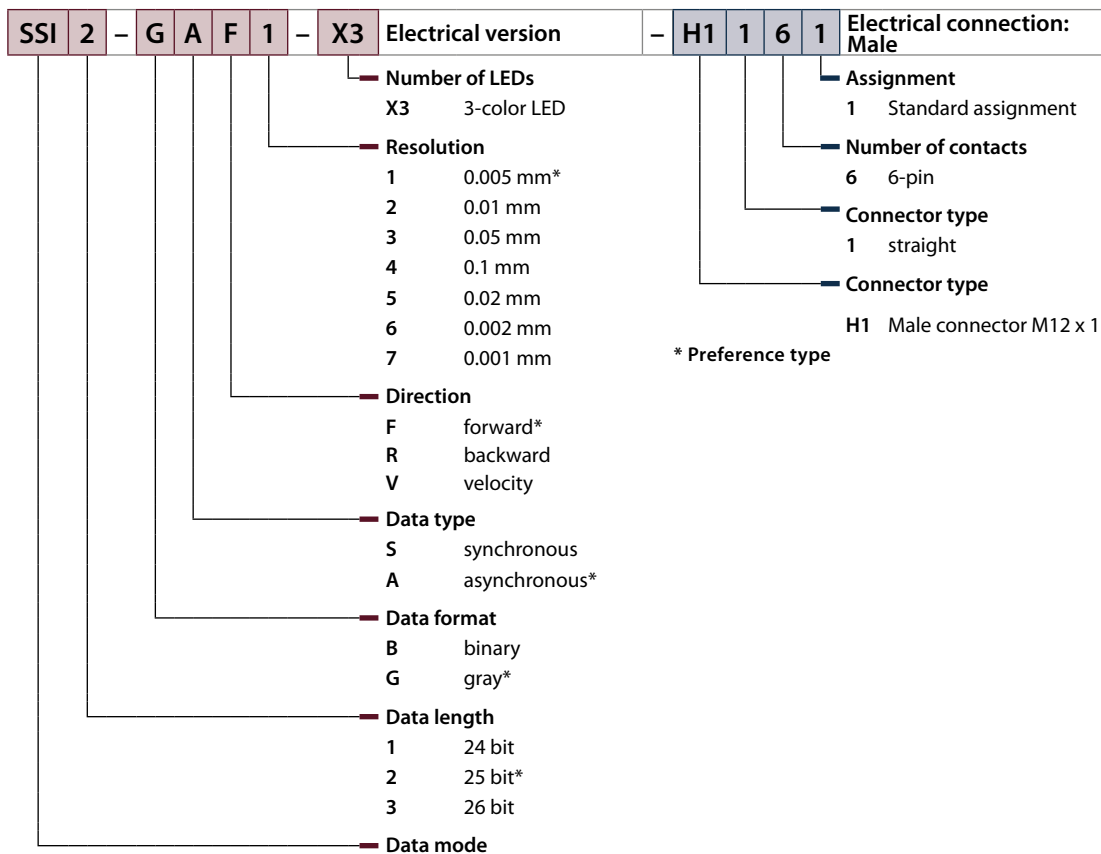 SSI 2 – G A F 1 – X3 Electrical version – H1 1 6 1 Electrical connection: Male
Number of LEDs
X3 3-color LED
Resolution
1 0.005 mm*
2 0.01 mm
3 0.05 mm
4 0.1 mm
5 0.02 mm
6 0.002 mm
7 0.001 mm
Direction
F forward*
R backward
V velocity
Data type
S synchronous
A asynchronous*
Data format
B binary
G gray*
Data length
1 24 bit
2 25 bit*
3 26 bit
Data mode
Assignment
1 Standard assignment
Number of contacts
6 6-pin
Connector type
1 straight
Connector type
H1 Male connector M12 x 1
* Preference type